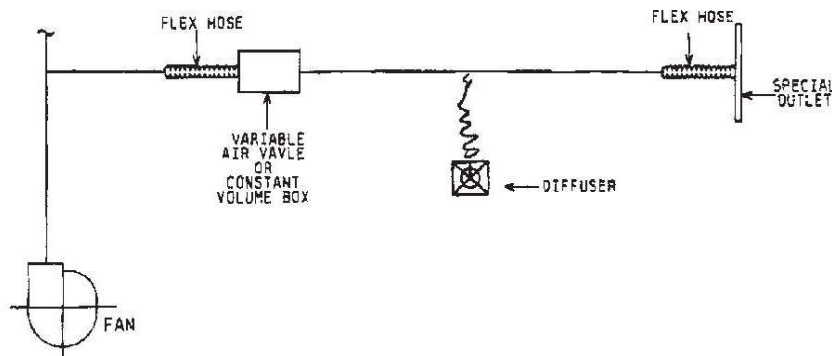 FLEX HOSE
FLEX HOSE
SPECIAL
OUTLET
VARIABLE
AIR VAVLE
OR
CONSTANT
VOLUME BOX
DIFFUSER
FAN